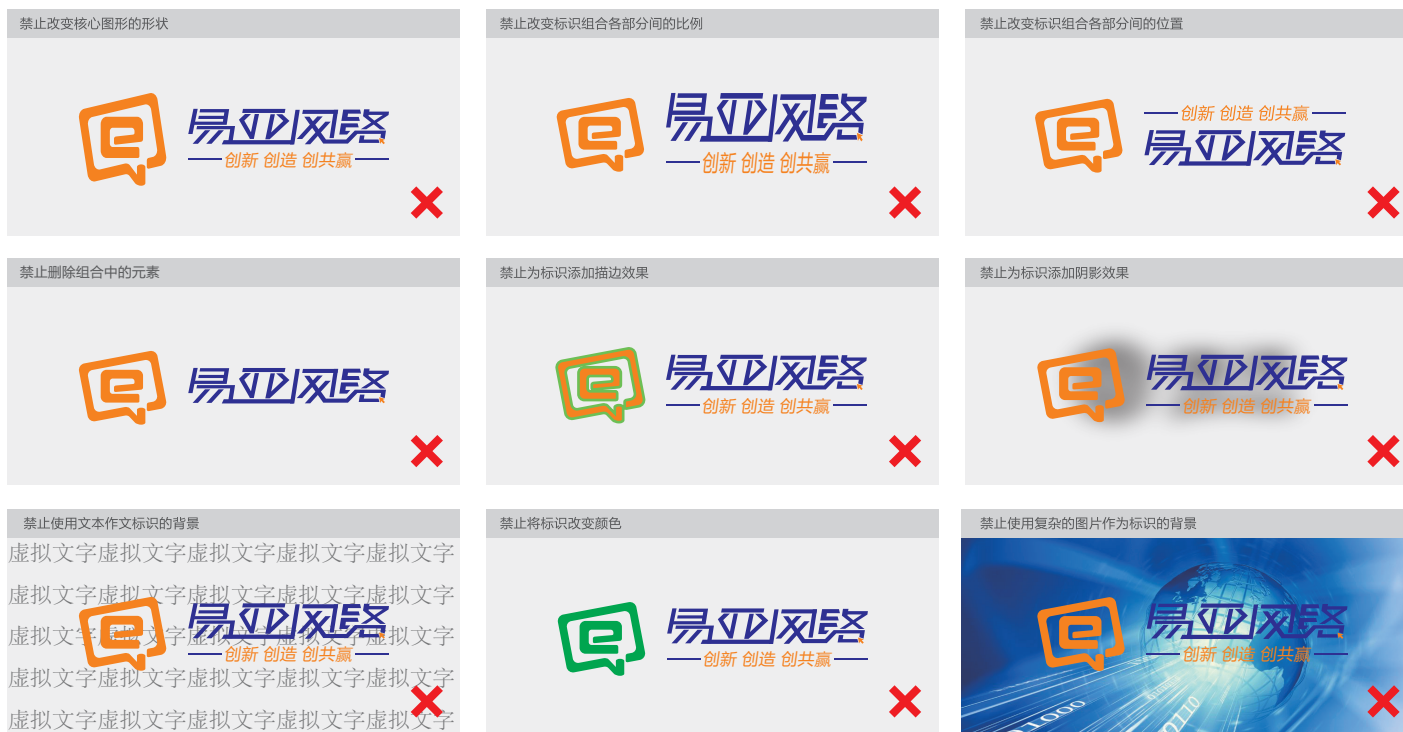 禁止改变核心图形的形状
禁止改变标识组合各部分间的比例
禁止改变标识组合各部分间的位置
e
易亚网络
创新 创造 创共赢
e
易亚网络
创新 创造 创共赢
e
创新 创造 创共赢
易亚网络
禁止删除组合中的元素
禁止为标识添加描边效果
禁止为标识添加阴影效果
e
易亚网络
e
易亚网络
创新 创造 创共赢
e
易亚网络
创新 创造 创共赢
禁止使用文本作文标识的背景
禁止将标识改变颜色
禁止使用复杂的图片作为标识的背景
虚拟文字虚拟文字虚拟文字虚拟文字虚拟文字
虚拟文字虚拟文字虚拟文字虚拟文字虚拟文字
虚拟文字虚拟文字虚拟文字虚拟文字虚拟文字
虚拟文字虚拟文字虚拟文字虚拟文字虚拟文字
虚拟文字虚拟文字虚拟文字虚拟文字虚拟文字
e
易亚网络
创新 创造 创共赢
e
易亚网络
创新 创造 创共赢
e
易亚网络
创新 创造 创共赢